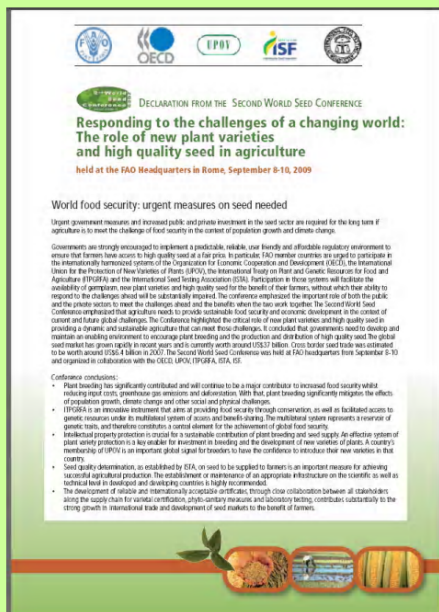 OECD
UPOV
ISF
DECLARATION FROM THE SECOND WORLD SEED CONFERENCE
Responding to the challenges of a changing world:
The role of new plant varieties
and high quality seed in agriculture
held at the FAO Headquarters in Rome, September 8-10, 2009
World food security: urgent measures on seed needed
Urgent government measures and increased public and private investment in the seed sector are required for the long term if
agriculture is to meet the challenge of food security in the context of population growth and climate change.
Governments are strongly encouraged to implement a predictable, reliable, user friendly and affordable regulatory environment to
ensure that farmers have access to high quality seed at a fair price. In particular, FAO member countries are urged to participate in
the internationally harmonized systems of the Organization for Economic Cooperation and Development (OECD), the International
Union for the Protection of New Varieties of Plants (UPOV), the International Treaty on Plant and Genetic Resources for Food and
Agriculture (ITPGRFA) and the International Seed Testing Association (ISTA). Participation in those systems will facilitate the
availability of germplasm, new plant varieties and high quality seed for the benefit of their farmers, without which their ability to
respond to the challenges ahead will be substantially impaired. The conference emphasized the important role of both the public
and the private sectors to meet the challenges ahead and the benefits when the two work together. The Second World Seed
Conference emphasized that agriculture needs to provide sustainable food security and economic development in the context of
current and future global challenges. The Conference highlighted the critical role of new plant varieties and high quality seed in
providing a dynamic and sustainable agriculture that can meet those challenges. It concluded that governments need to develop and
maintain an enabling environment to encourage plant breeding and the production and distribution of high quality seed. The global
seed market has grown rapidly in recent years and is currently worth around US$37 billion. Cross border seed trade was estimated
to be worth around US$6.4 billion in 2007. The Second World Seed Conference was held at FAO headquarters from September 8-10
and organised in collaboration with the OECD, UPOV, ITPGRFA, ISTA, ISF.
Conference conclusions:
• Plant breeding has significantly contributed and will continue to be a major contributor to increased food security whilst
reducing input costs, greenhouse gas emissions and deforestation. With that, plant breeding significantly mitigates the effects
of population growth, climate change and other social and physical challenges.
• ITPGRFA is an innovative instrument that aims at providing food security through conservation, as well as facilitated access to
genetic resources under its multilateral system of access and benefit-sharing. The multilateral system represents a reservoir of
genetic traits, and therefore constitutes a central element for the achievement of global food security.
• Intellectual property protection is crucial for a sustainable contribution of plant breeding and seed supply. An effective system of
plant variety protection is a key enabler for investment in breeding and the development of new varieties of plants. A country's
membership of UPOV is an important global signal for breeders to have the confidence to introduce their new varieties in that
country.
• Seed quality determination, as established by ISTA, on seed to be supplied to farmers is an important measure for achieving
successful agricultural production. The establishment or maintenance of an appropriate infrastructure on the scientific as well as
technical level in developed and developing countries is highly recommended.
• The development of reliable and internationally acceptable certificates, through close collaboration between all stakeholders
along the supply chain for varietal certification, phyto-sanitary measures and laboratory testing, contributes substantially to the
strong growth in international trade and development of seed markets to the benefit of farmers.